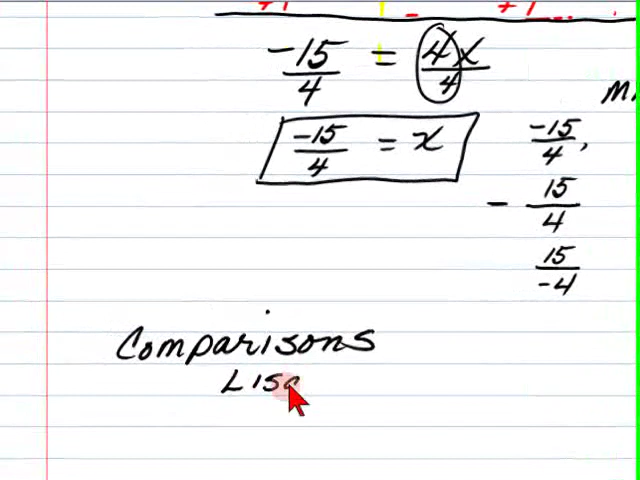 -15/4 = 4x/4
-15/4 = x
-15/4,
- 15/4
15/-4
Comparisons
Lisa